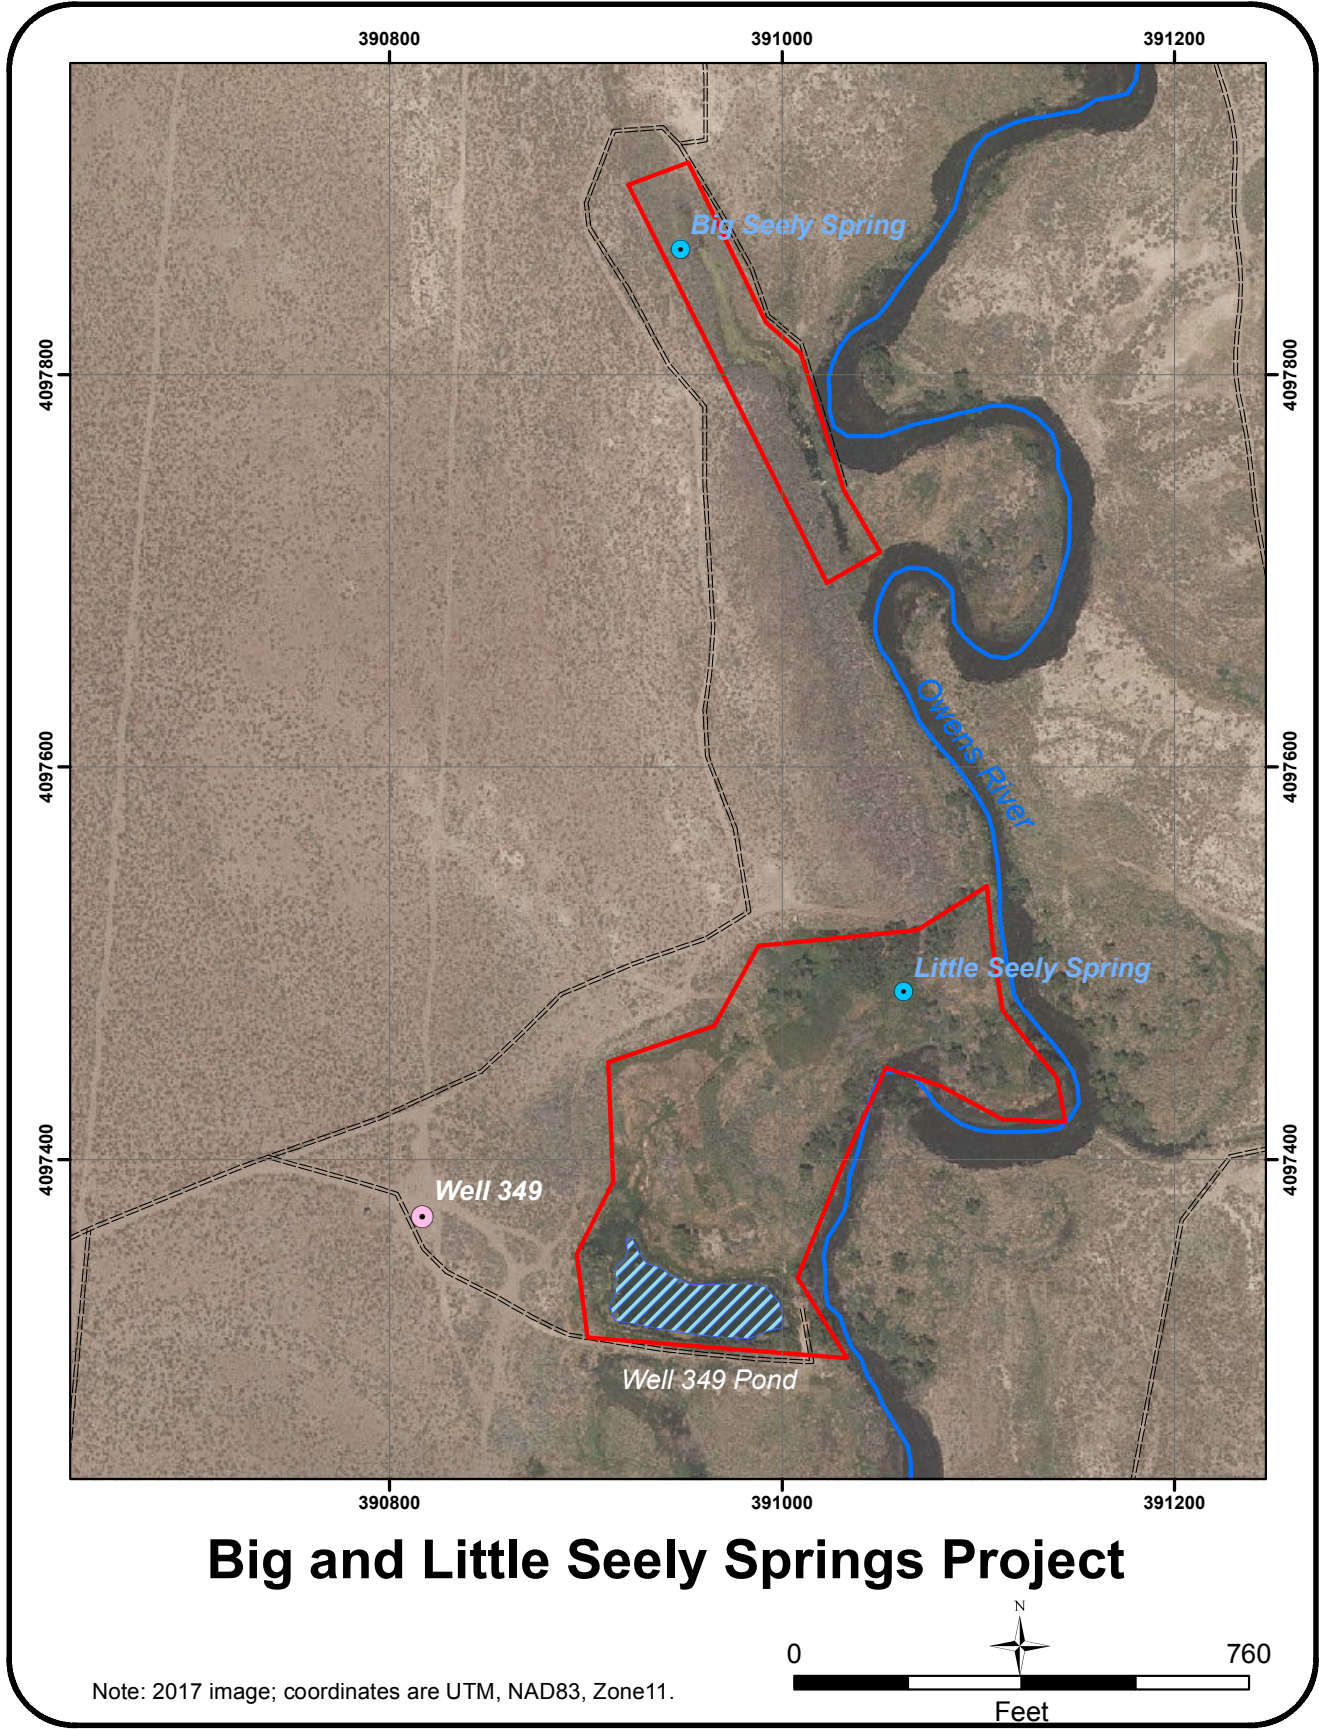 390800 391000 391200
Big Seely Spring
4097800 4097800
Owens River
4097600 4097600
Little Seely Spring
4097400 4097400
Well 349
Well 349 Pond
390800 391000 391200
Big and Little Seely Springs Project
N
0 760
Feet
Note: 2017 image; coordinates are UTM, NAD83, Zone11.